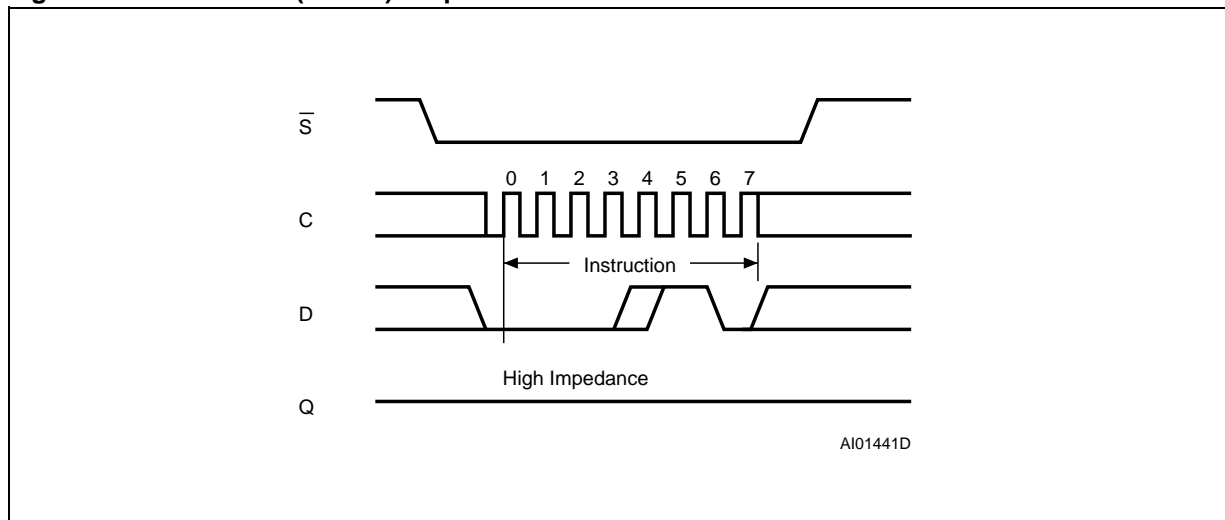 S̅
0 1 2 3 4 5 6 7
C
Instruction
D
High Impedance
Q
AI01441D